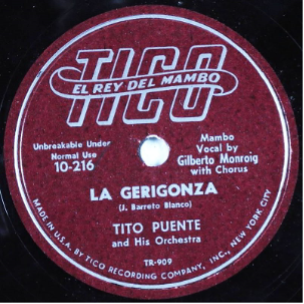 TICO
EL REY DEL MAMBO
Unbreakable Under
Normal Use
10-216
Mambo
Vocal by
Gilberto Monroig
with Chorus
LA GERIGONZA
(J. Barreto Blanco)
TITO PUENTE
and His Orchestra
TR-909
MADE IN U.S.A. BY TICO RECORDING COMPANY, INC., NEW YORK CITY